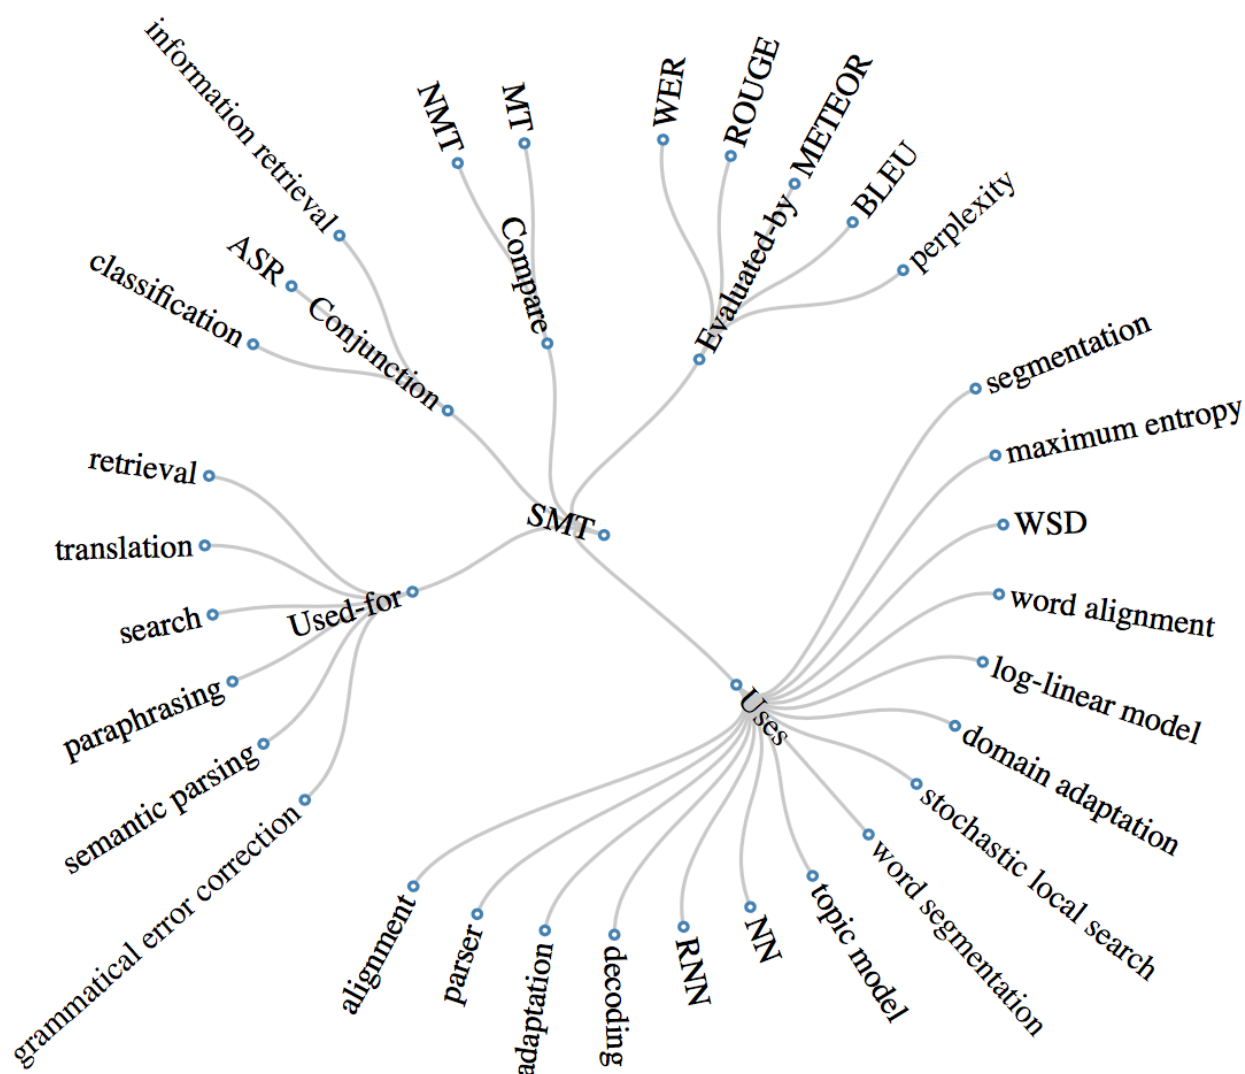 SMT
Compare
NMT
MT
Evaluated-by
WER
ROUGE
METEOR
BLEU
perplexity
Uses
segmentation
maximum entropy
WSD
word alignment
log-linear model
domain adaptation
stochastic local search
word segmentation
topic model
NN
RNN
decoding
adaptation
parser
alignment
Used-for
grammatical error correction
semantic parsing
paraphrasing
search
translation
retrieval
Conjunction
classification
ASR
information retrieval